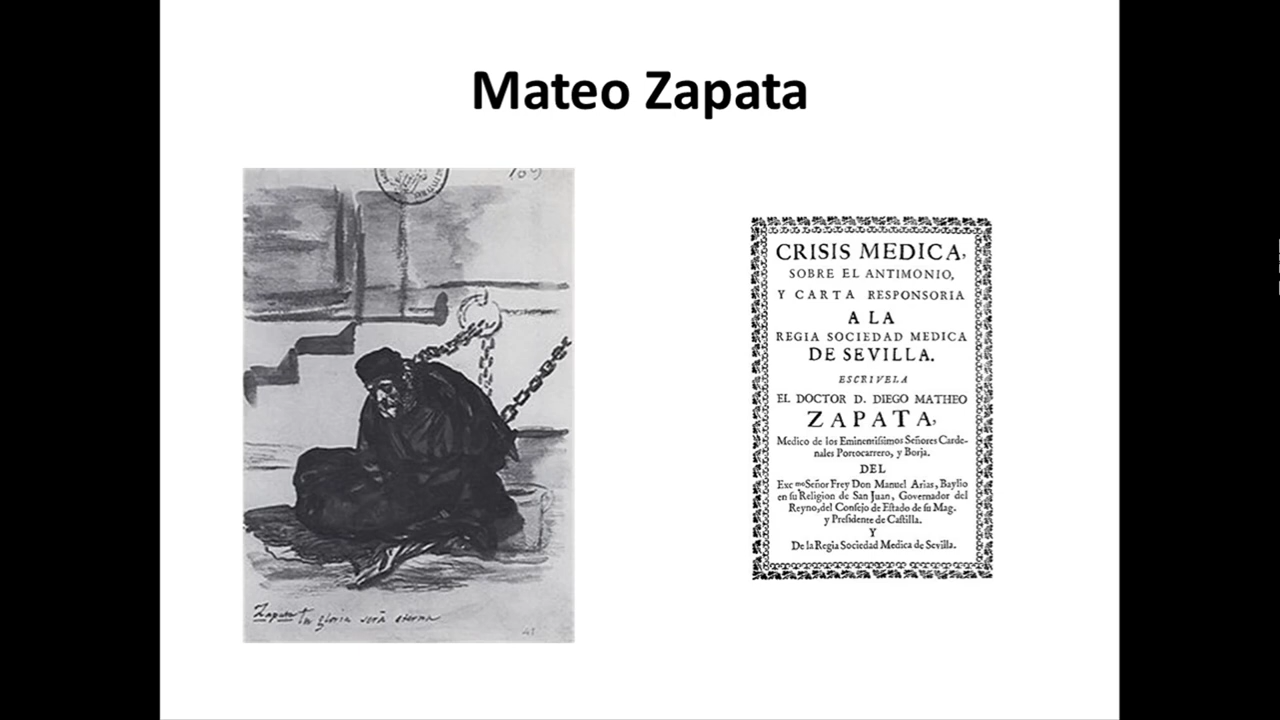 Mateo Zapata
169
Zapata tu gloria será eterna
41
CRISIS MEDICA,
SOBRE EL ANTIMONIO,
Y CARTA RESPONSORIA
A LA
REGIA SOCIEDAD MEDICA
DE SEVILLA.
ESCRIVELA
EL DOCTOR D. DIEGO MATHEO
ZAPATA,
Medico de los Eminentissimos Señores Carde-
nales Portocarrero, y Borja.
DEL
Exc.mo Señor Frey Don Manuel Arias, Baylio
en su Religion de San Juan, Governador del
Reyno, del Consejo de Estado de su Mag.
y Presidente de Castilla.
Y
De la Regia Sociedad Medica de Sevilla.